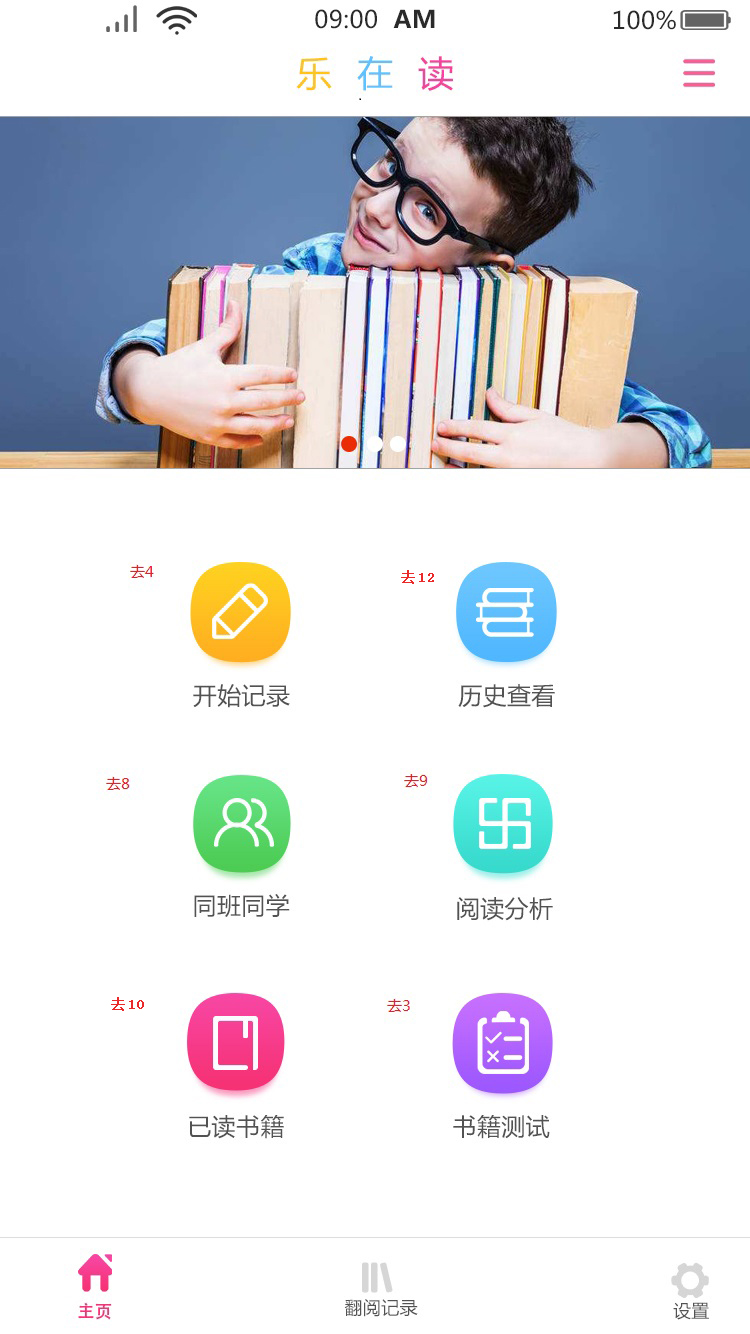 09:00 AM 100%
乐 在 读
去4 去12
开始记录 历史查看
去8 去9
同班同学 阅读分析
去10 去3
已读书籍 书籍测试
主页 翻阅记录 设置